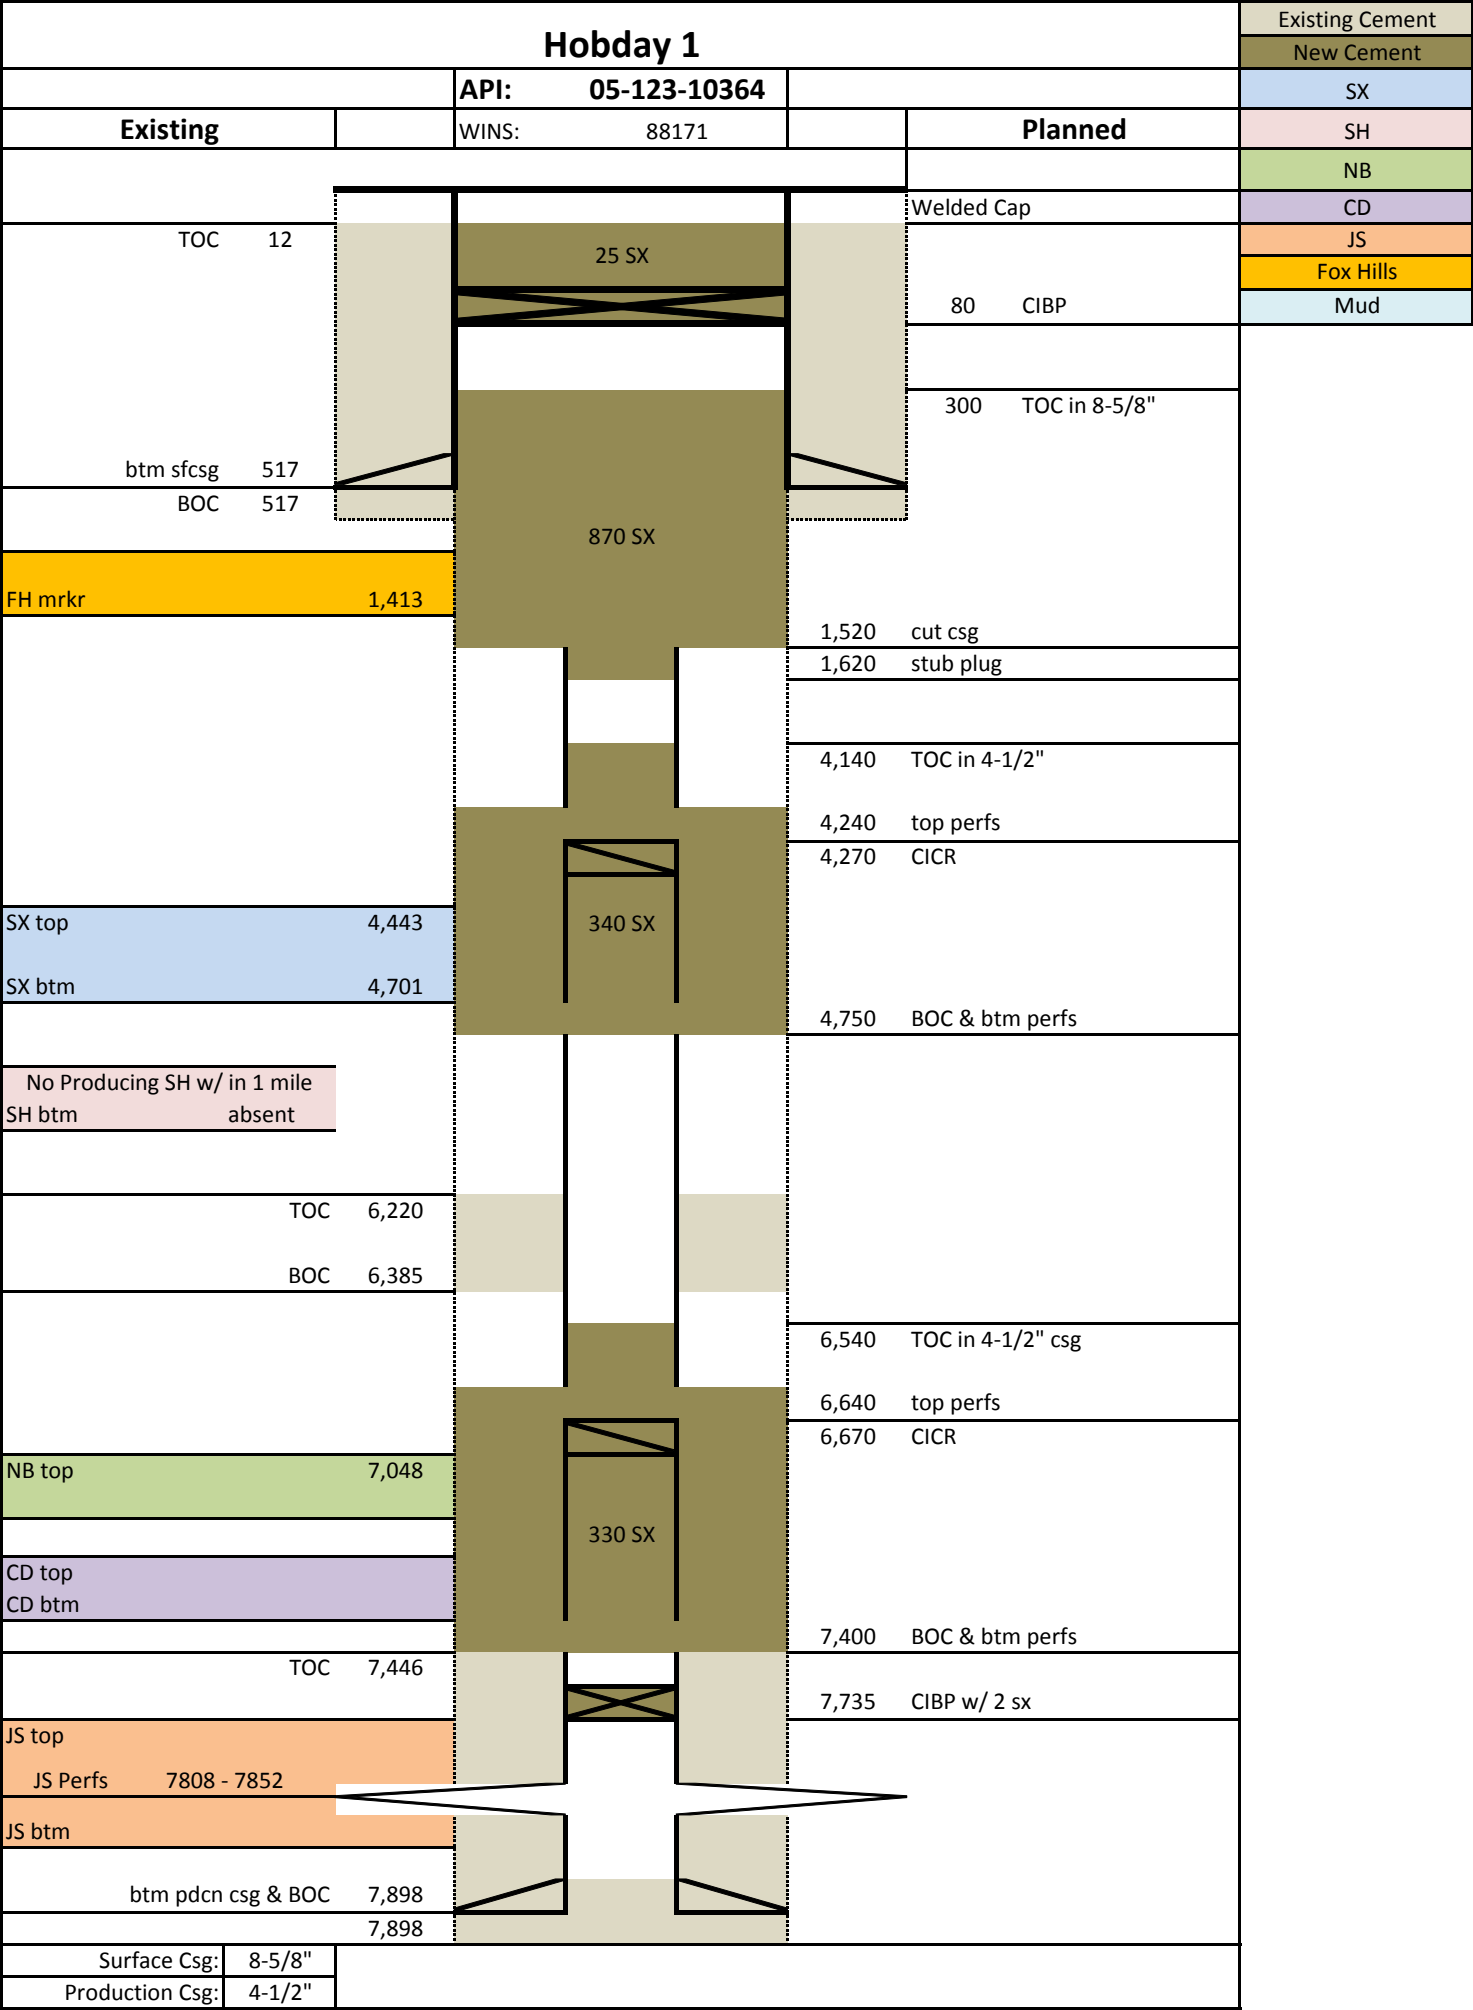 Hobday 1
Existing Cement
New Cement
API: 05-123-10364
SX
Existing WINS: 88171 Planned
SH
NB
Welded Cap
CD
TOC 12
JS
25 SX
Fox Hills
80 CIBP
Mud
300 TOC in 8-5/8"
btm sfcsg 517
BOC 517
870 SX
FH mrkr 1,413
1,520 cut csg
1,620 stub plug
4,140 TOC in 4-1/2"
4,240 top perfs
4,270 CICR
SX top 4,443
340 SX
SX btm 4,701
4,750 BOC & btm perfs
No Producing SH w/ in 1 mile
SH btm absent
TOC 6,220
BOC 6,385
6,540 TOC in 4-1/2" csg
6,640 top perfs
6,670 CICR
NB top 7,048
330 SX
CD top
CD btm
7,400 BOC & btm perfs
TOC 7,446
7,735 CIBP w/ 2 sx
JS top
JS Perfs 7808 - 7852
JS btm
btm pdcn csg & BOC 7,898
7,898
Surface Csg: 8-5/8"
Production Csg: 4-1/2"